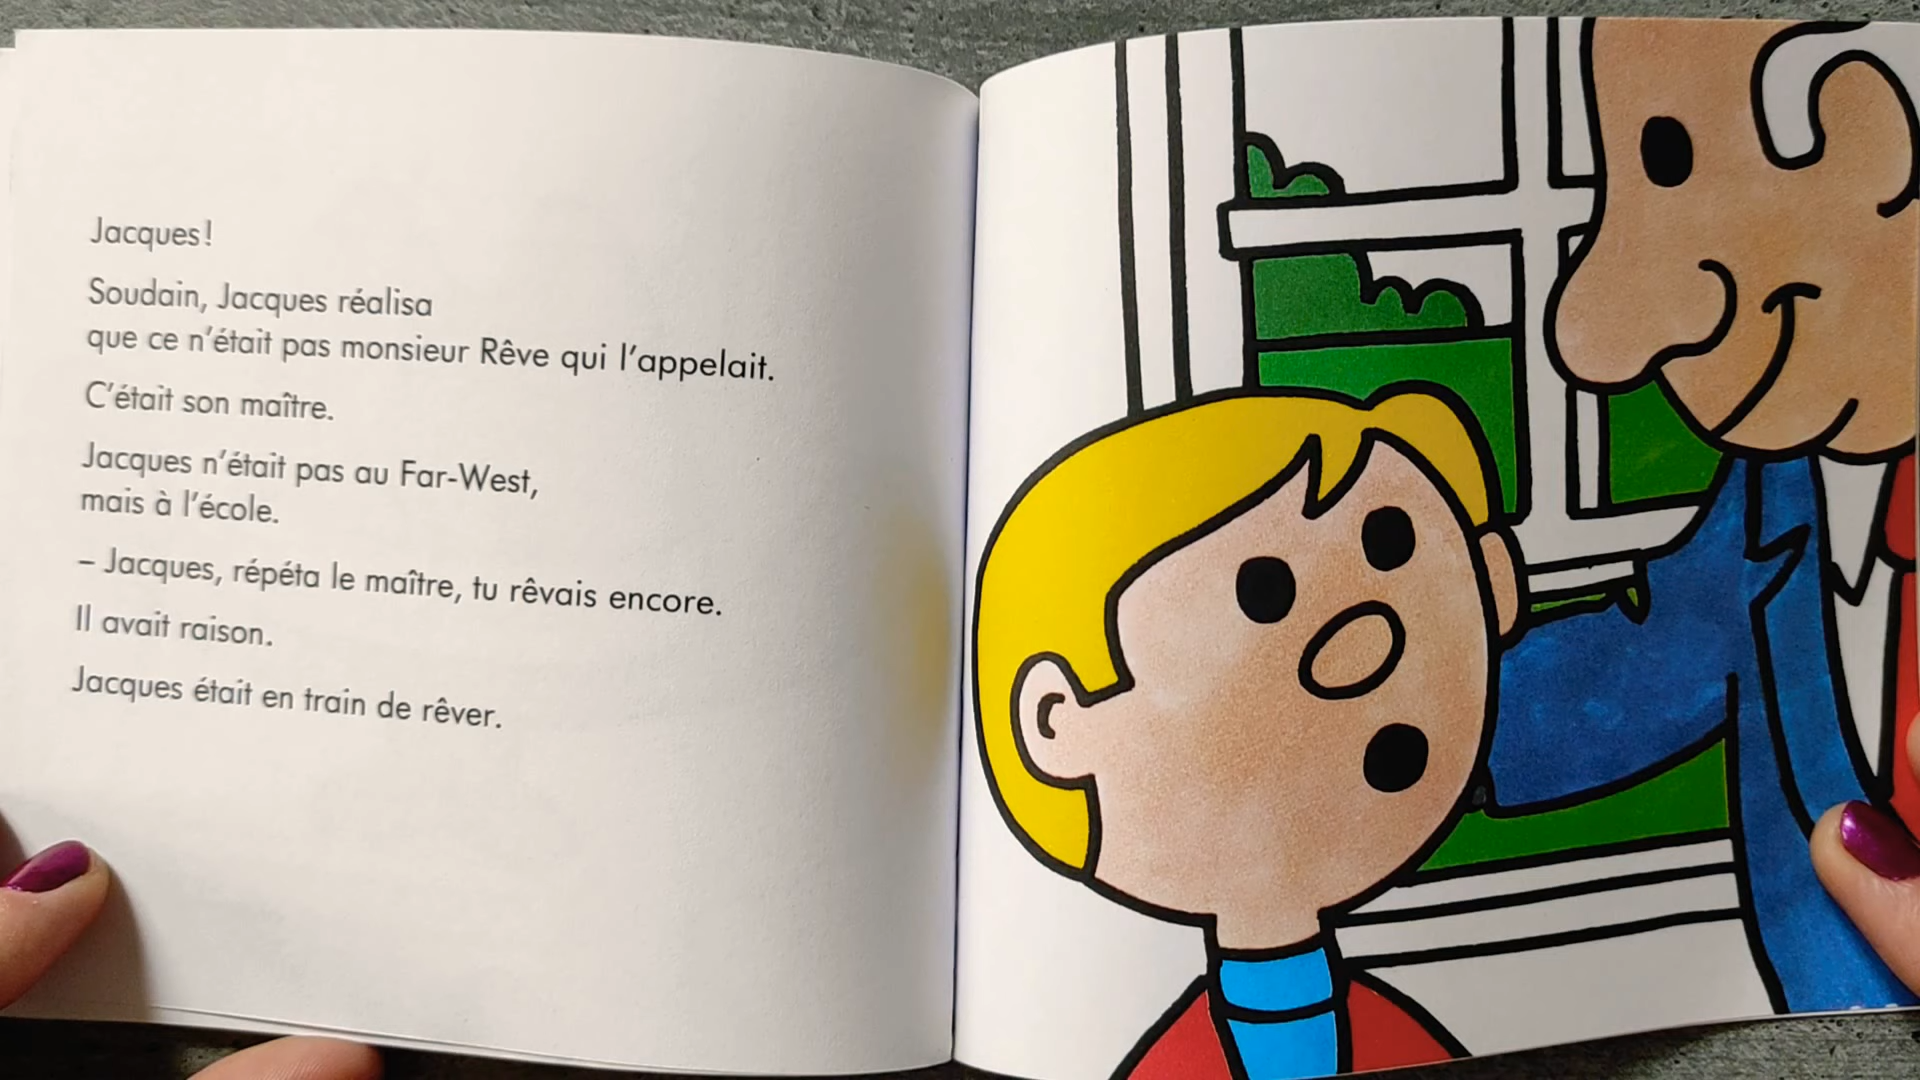 Jacques!
Soudain, Jacques réalisa
que ce n'était pas monsieur Rêve qui l'appelait.
C'était son maître.
Jacques n'était pas au Far-West,
mais à l'école.
– Jacques, répéta le maître, tu rêvais encore.
Il avait raison.
Jacques était en train de rêver.